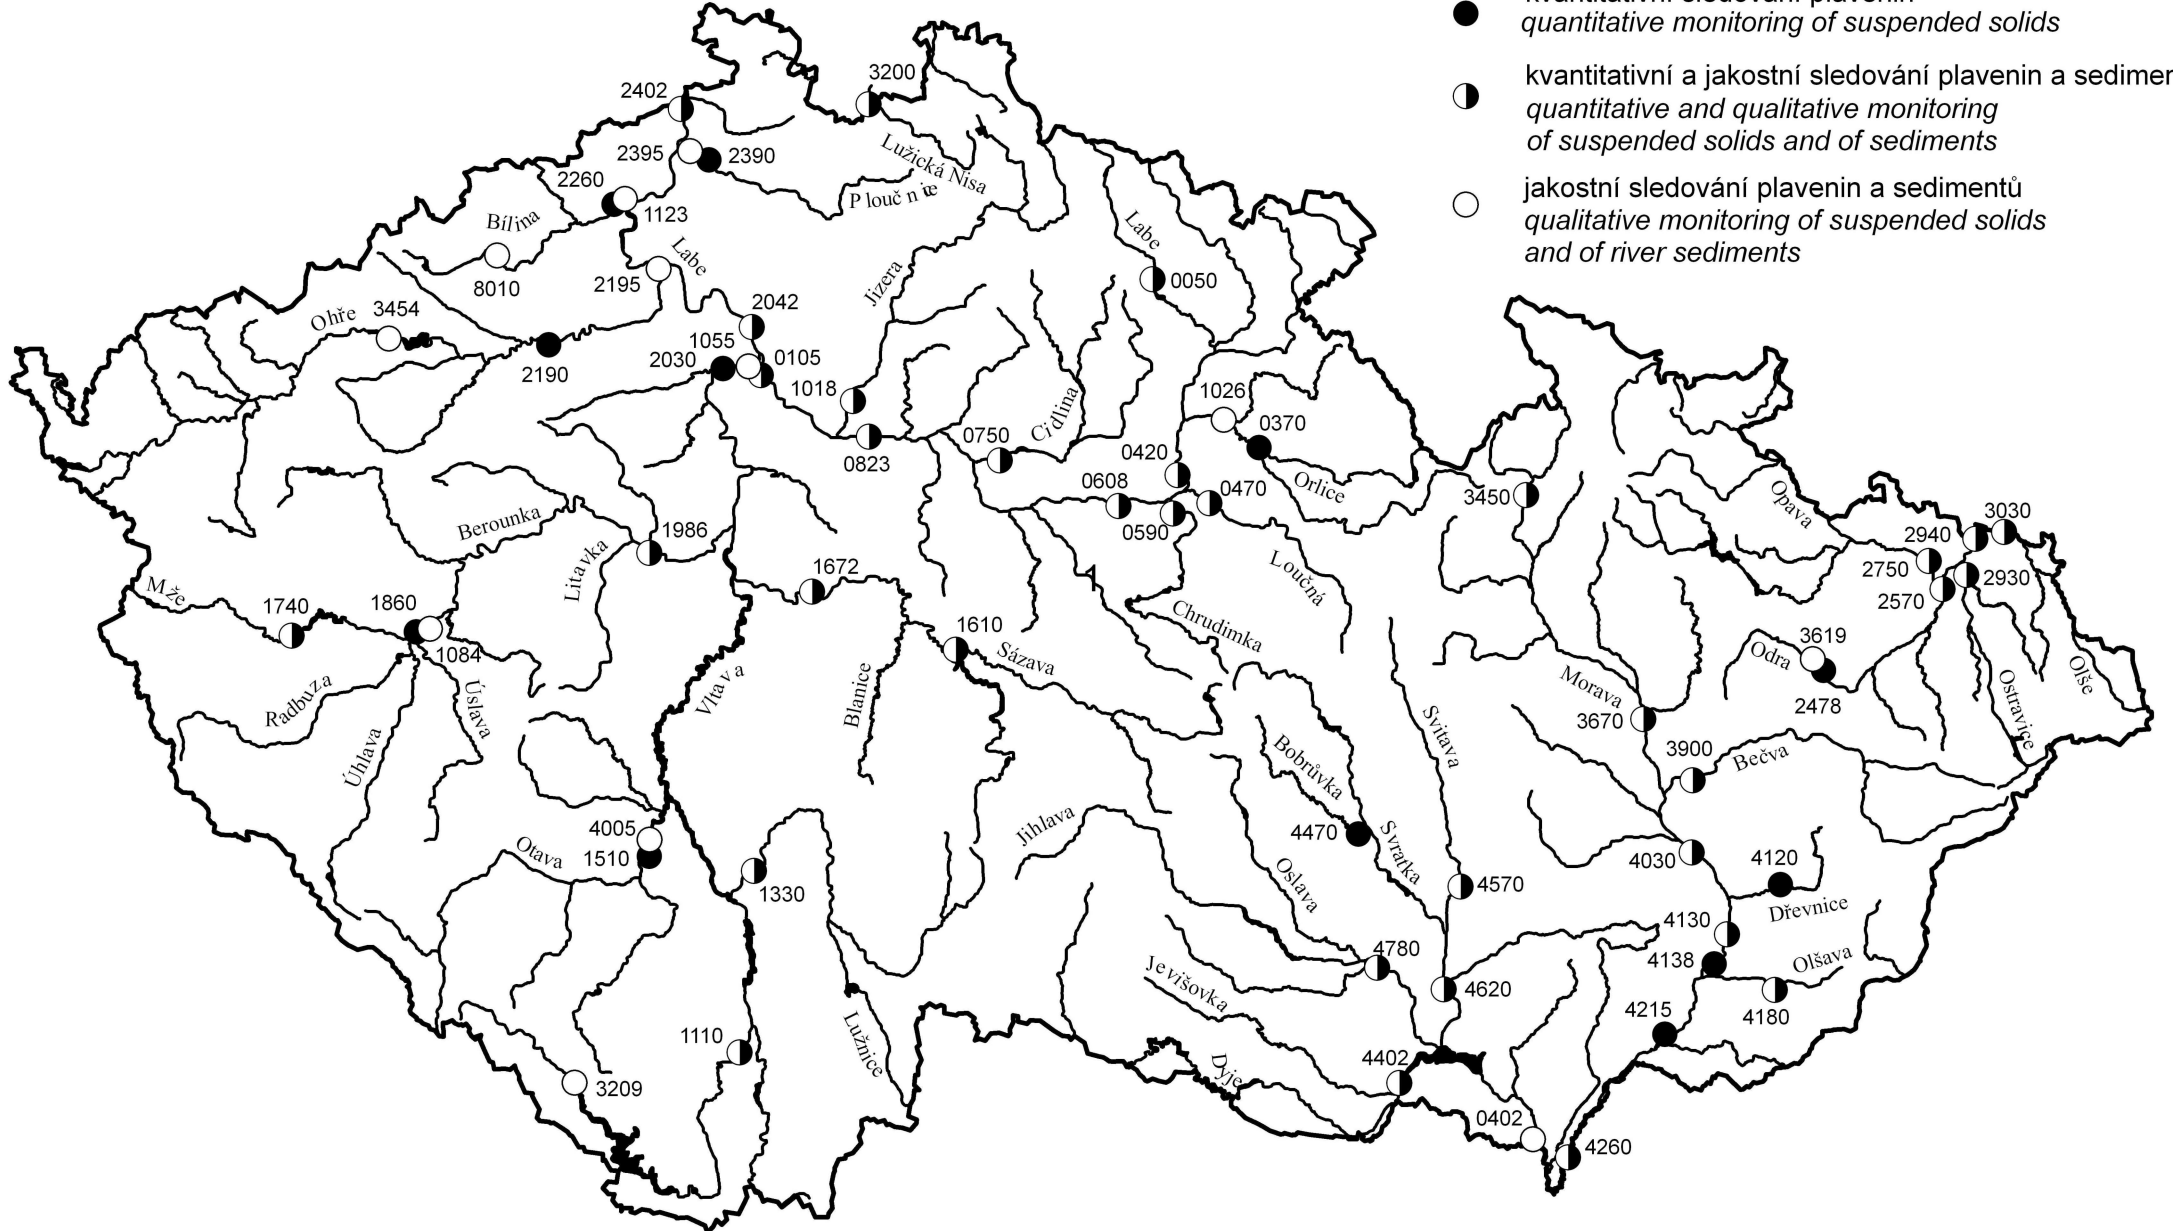 kvantitativní sledování plavenin
quantitative monitoring of suspended solids
kvantitativní a jakostní sledování plavenin a sedimen
quantitative and qualitative monitoring
of suspended solids and of sediments
jakostní sledování plavenin a sedimentů
qualitative monitoring of suspended solids
and of river sediments
3200
2402
2395
2390
Lužická Nisa
Ploučnie
2260
1123
Bílina
8010
Labe
2195
Labe
0050
Jizera
2042
Ohře
3454
2190
1055
2030
0105
1018
0823
Cidlina
0750
1026
0370
0420
Orlice
0608
0470
0590
3450
Opava
3030
2940
2750
2930
2570
Berounka
1986
Litavka
1672
Loučná
Mže
1740
1860
1084
Chrudimka
1610
Sázava
3619
Odra
2478
Olše
Ostravice
Radbuza
Úslava
Úhlava
Vltava
Blanice
Morava
3670
Svitava
Bobrůvka
3900
Bečva
4005
1510
Otava
Jihlava
4470
Svratka
Oslava
1330
4570
4030
4120
Dřevnice
4130
4138
Olšava
4780
Jevišovka
4620
4215
4180
1110
Lužnice
4402
Dyje
3209
0402
4260